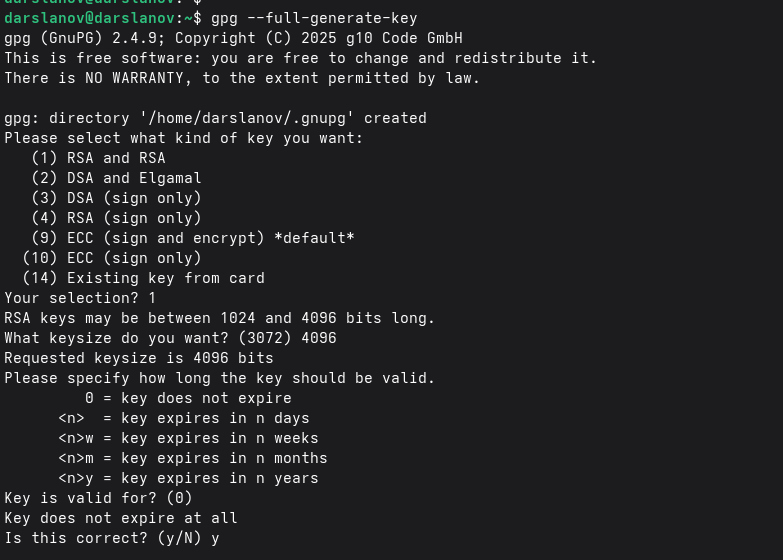 darslanov@darslanov:~$ gpg --full-generate-key
gpg (GnuPG) 2.4.9; Copyright (C) 2025 g10 Code GmbH
This is free software: you are free to change and redistribute it.
There is NO WARRANTY, to the extent permitted by law.

gpg: directory '/home/darslanov/.gnupg' created
Please select what kind of key you want:
   (1) RSA and RSA
   (2) DSA and Elgamal
   (3) DSA (sign only)
   (4) RSA (sign only)
   (9) ECC (sign and encrypt) *default*
  (10) ECC (sign only)
  (14) Existing key from card
Your selection? 1
RSA keys may be between 1024 and 4096 bits long.
What keysize do you want? (3072) 4096
Requested keysize is 4096 bits
Please specify how long the key should be valid.
         0 = key does not expire
      <n>  = key expires in n days
      <n>w = key expires in n weeks
      <n>m = key expires in n months
      <n>y = key expires in n years
Key is valid for? (0)
Key does not expire at all
Is this correct? (y/N) y